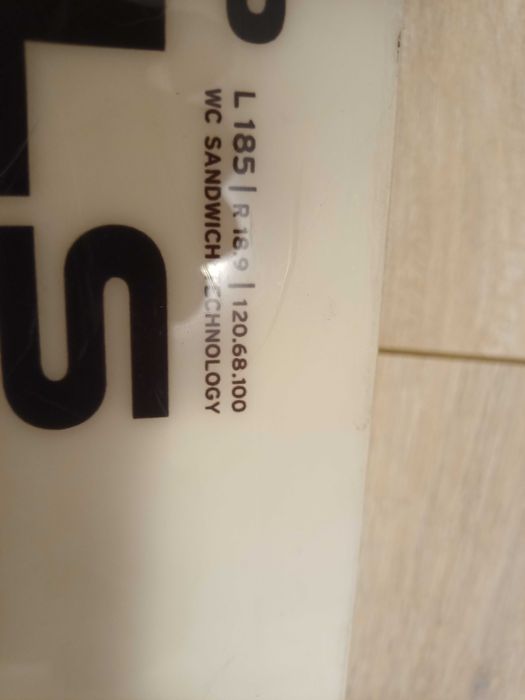 LS
L 185 | R 18.9 | 120.68.100
WC SANDWICH TECHNOLOGY